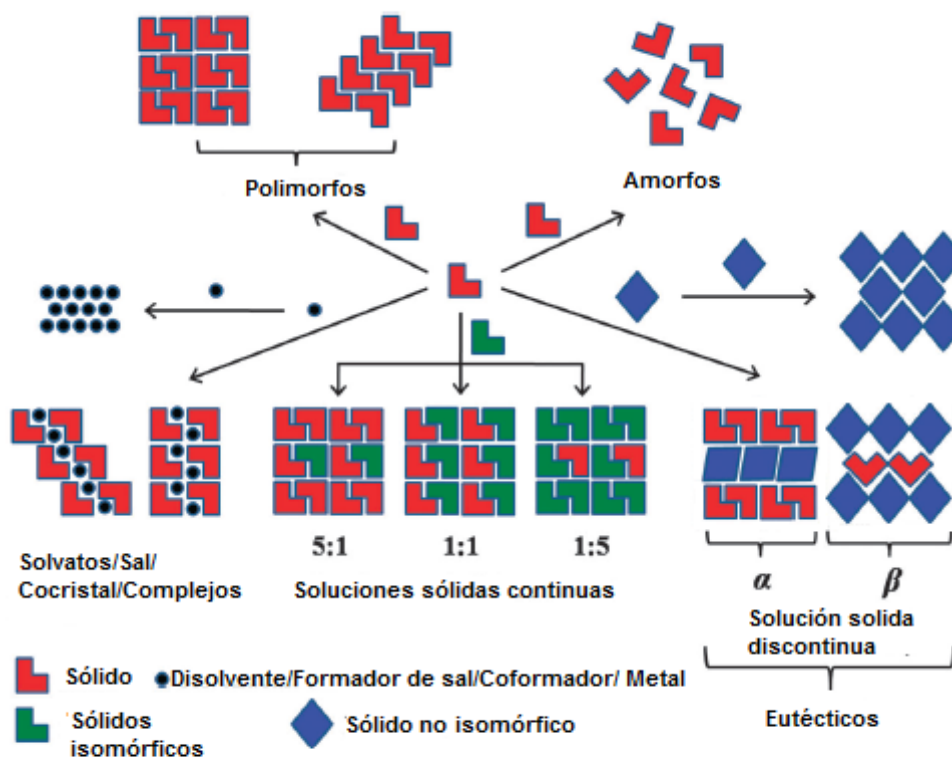 Polimorfos
Amorfos
5:1
1:1
1:5
Solvatos/Sal/
Cocristal/Complejos
Soluciones sólidas continuas
α
β
Solución solida
discontinua
Sólido
Disolvente/Formador de sal/Coformador/ Metal
Sólidos
isomórficos
Sólido no isomórfico
Eutécticos